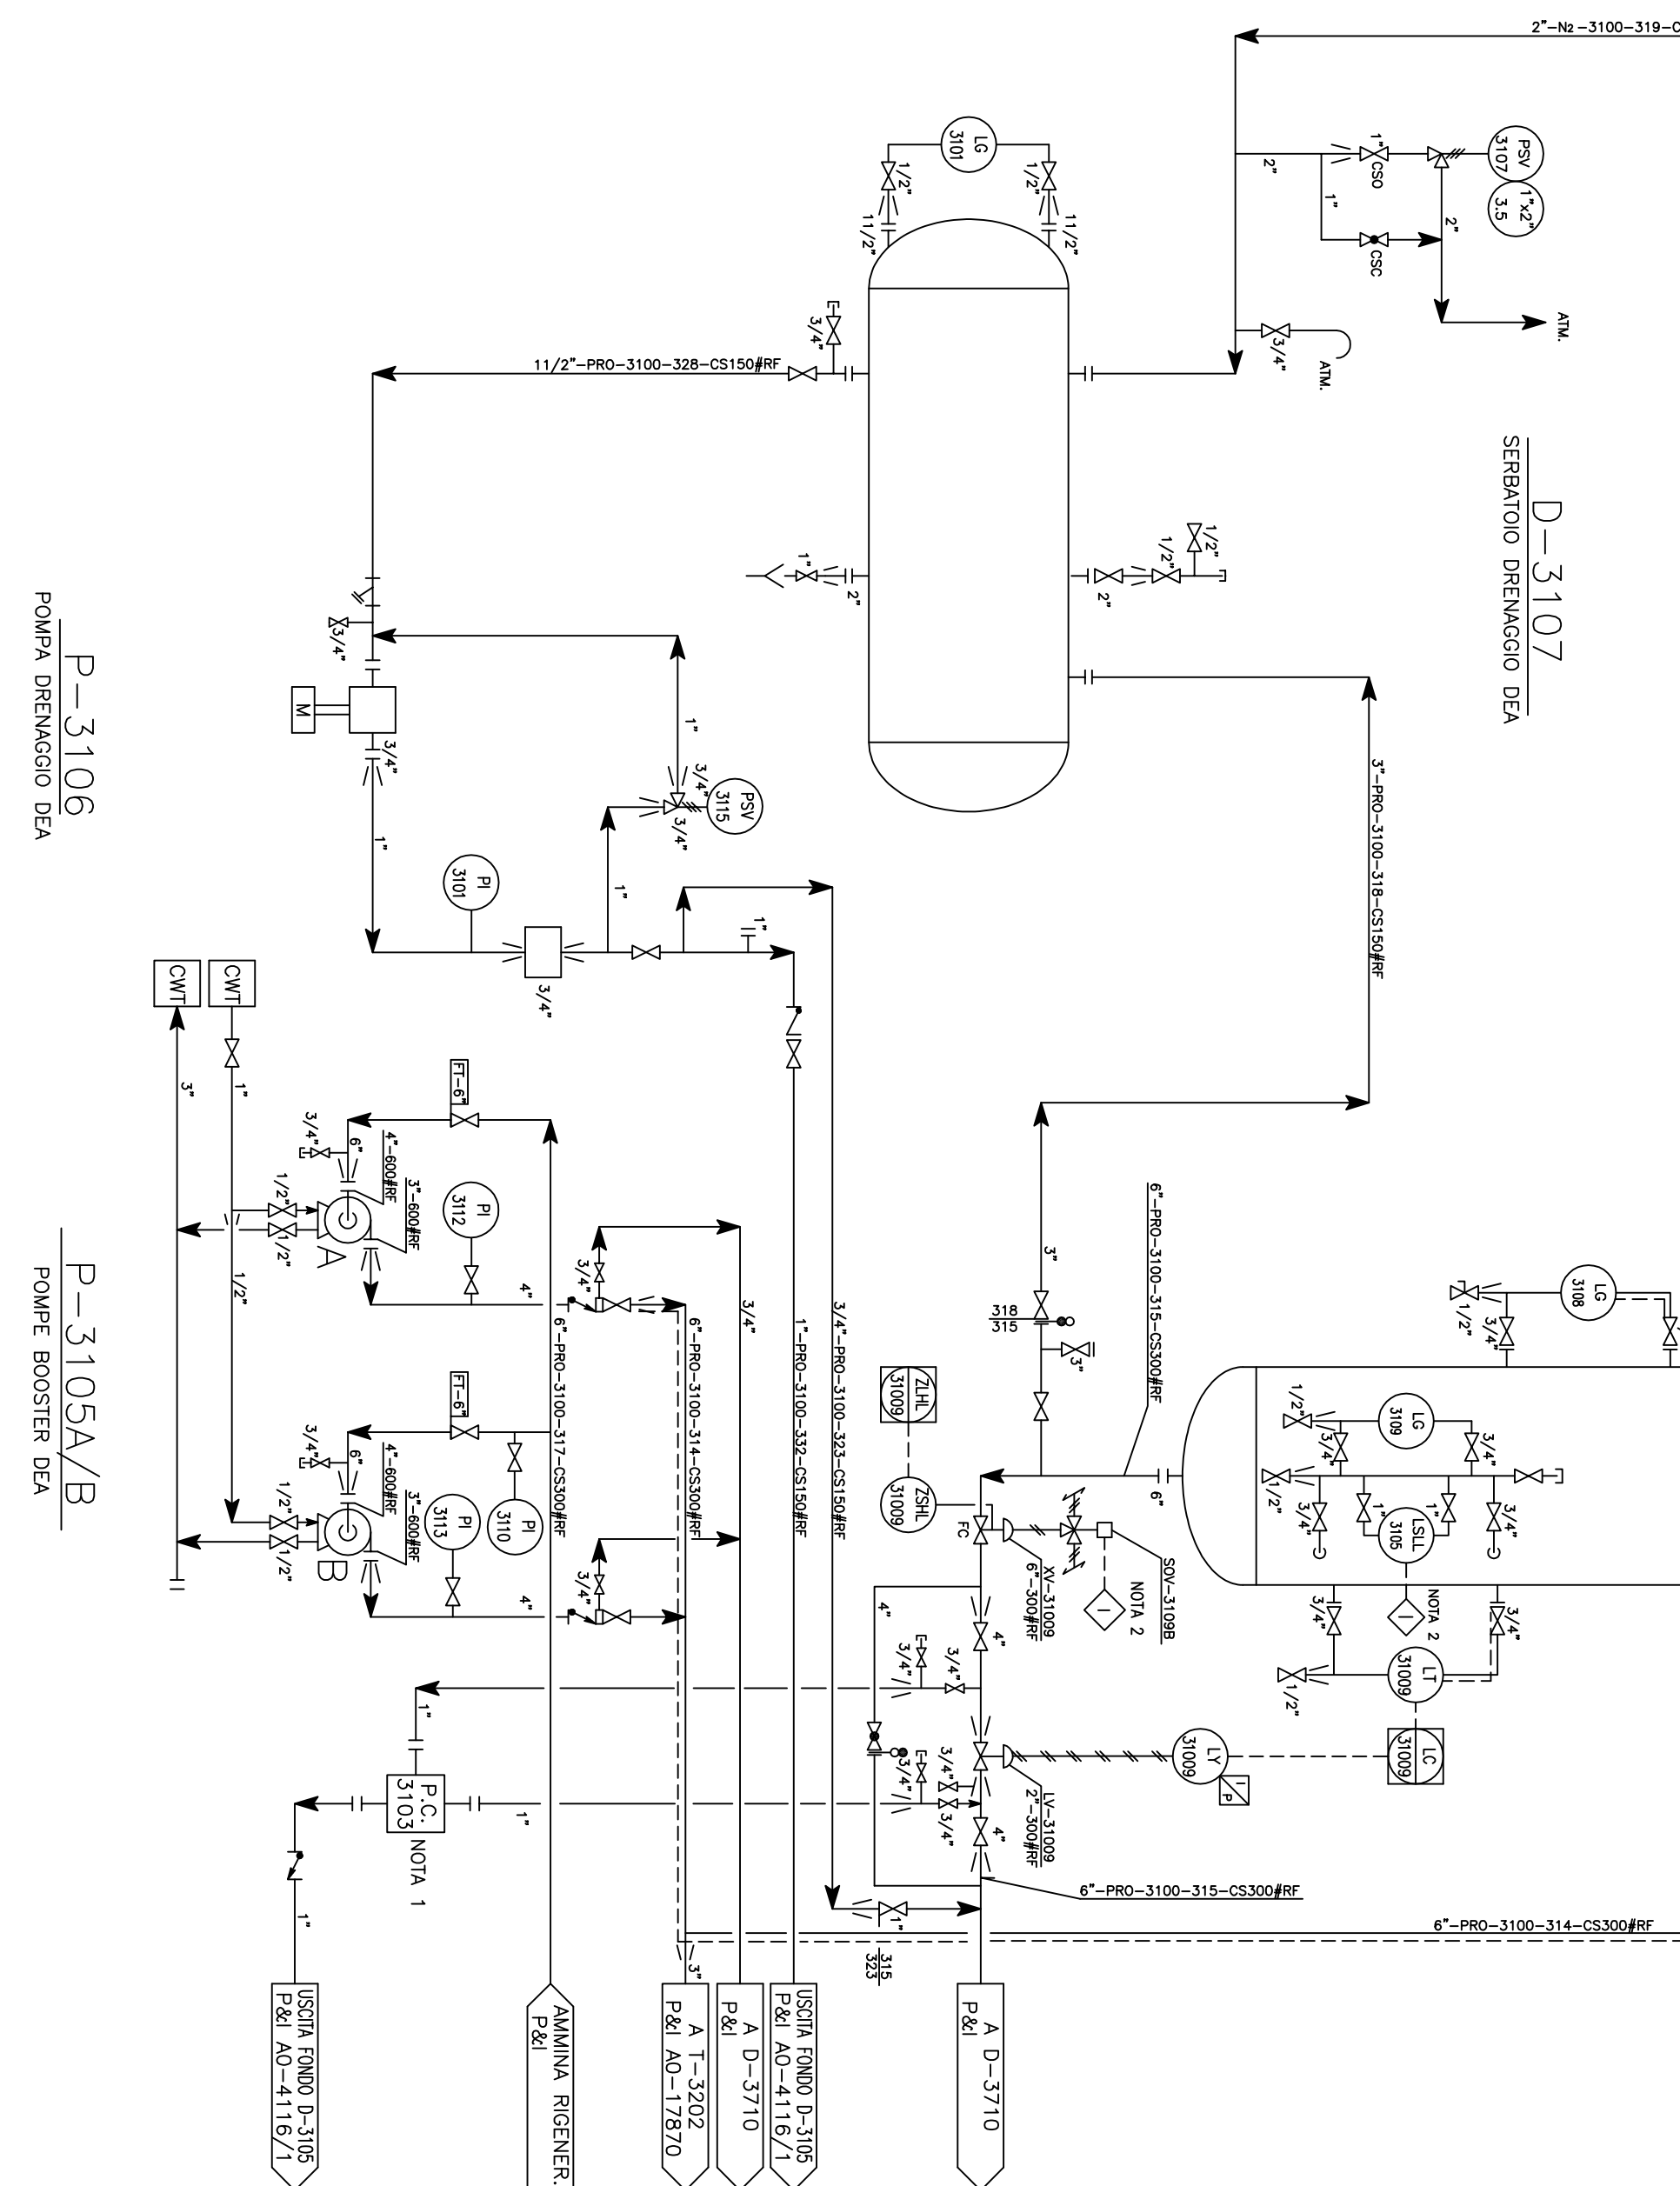 2"-N2-3100-319-C
LG
3101
1/2"
1/2"
11/2"
11/2"
PSV
3107
1"x2"
3.5
1"
CSO
2"
1"
2"
CSC
ATM.
3/4"
ATM.
3/4"
11/2"-PRO-3100-328-CS150#RF
D-3107
SERBATOIO DRENAGGIO DEA
1/2"
1/2"
2"
1"
2"
P-3106
POMPA DRENAGGIO DEA
3/4"
M
3/4"
1"
1"
3/4"
PSV
3115
3/4"
3"-PRO-3100-318-CS150#RF
PI
3101
1"
1"
3/4"
CWT
CWT
3"
1"
FT-6"
3/4"
6"
4"-600#RF
3"-600#RF
1/2"
1/2"
A
PI
3112
1/2"
4"
3/4"
P-3105A/B
POMPE BOOSTER DEA
FT-6"
3/4"
6"
4"-600#RF
3"-600#RF
1/2"
1/2"
B
PI
3113
PI
3110
4"
3/4"
6"-PRO-3100-317-CS300#RF
6"-PRO-3100-314-CS300#RF
3/4"
1"-PRO-3100-332-CS150#RF
3/4"-PRO-3100-323-CS150#RF
6"-PRO-3100-315-CS300#RF
3"
318
315
3"
ZLHL
31009
ZSHL
31009
FC
6"
XV-31009
6"-300#RF
SOV-3109B
NOTA 2
I
LG
3108
1/2"
3/4"
LG
3109
1/2"
3/4"
3/4"
1/2"
3/4"
1"
1"
3/4"
LSLL
3105
NOTA 2
I
3/4"
3/4"
LT
31009
1/2"
LC
31009
LY
31009
I
P
4"
4"
3/4"
3/4"
3/4"
3/4"
3/4"
4"
LV-31009
2"-300#RF
1"
P.C.
3103
NOTA 1
1"
1"
6"-PRO-3100-315-CS300#RF
6"-PRO-3100-314-CS300#RF
1"
315
323
3"
USCITA FONDO D-3105
P&I AO-4116/1
AMMINA RIGENER.
P&I
A T-3202
P&I AO-17870
A D-3710
P&I
USCITA FONDO D-3105
P&I AO-4116/1
A D-3710
P&I